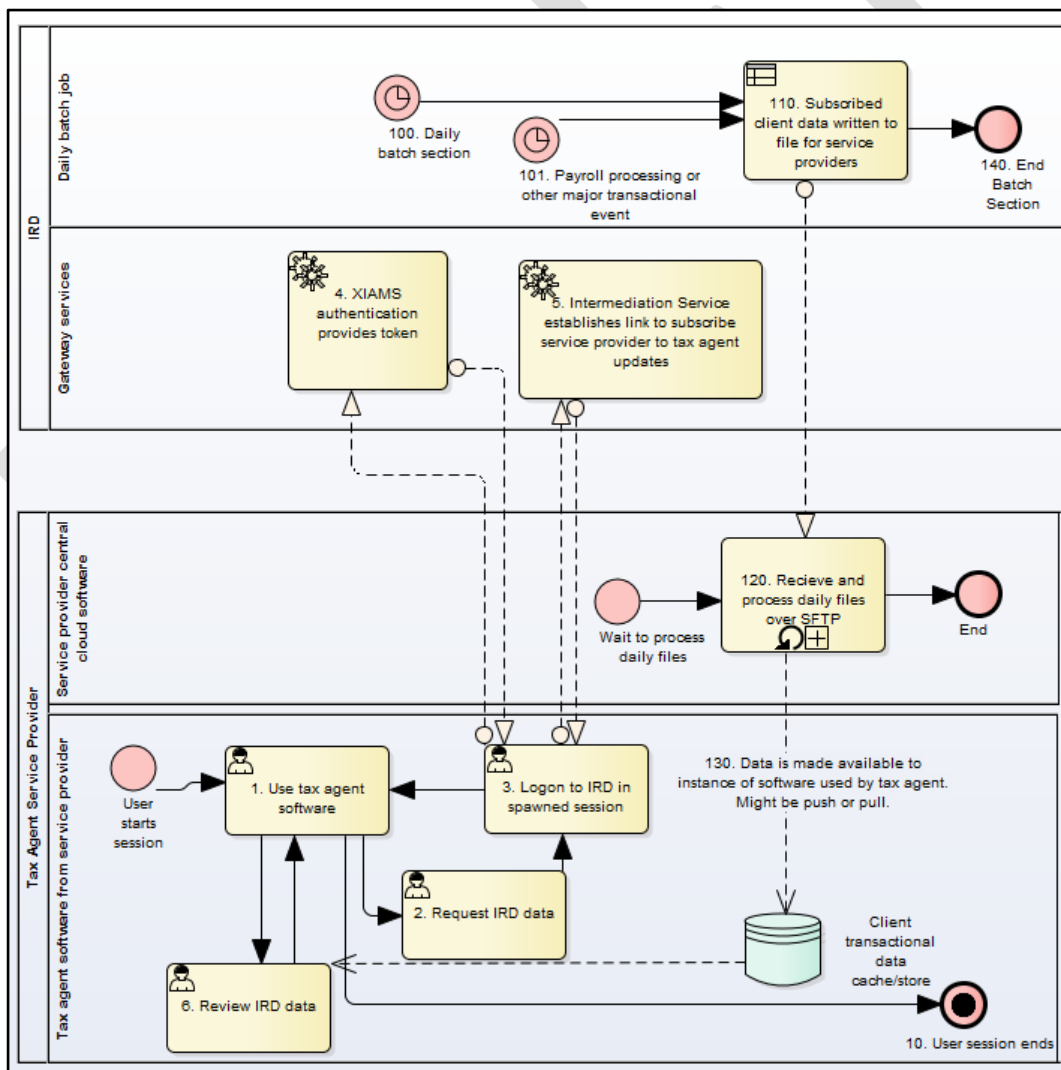 IRD
Daily batch job
100. Daily
batch section
101. Payroll processing or
other major transactional
event
110. Subscribed
client data written to
file for service
providers
140. End
Batch
Section
Gateway services
4. XIAMS
authentication
provides token
5. Intermediation Service
establishes link to subscribe
service provider to tax agent
updates
Tax Agent Service Provider
Service provider central
cloud software
Wait to process
daily files
120. Recieve and
process daily files
over SFTP
End
Tax agent software from service provider
User
starts
session
1. Use tax agent
software
3. Logon to IRD in
spawned session
130. Data is made available to
instance of software used by tax agent.
Might be push or pull.
2. Request IRD data
Client
transactional
data
cache/store
6. Review IRD data
10. User session ends